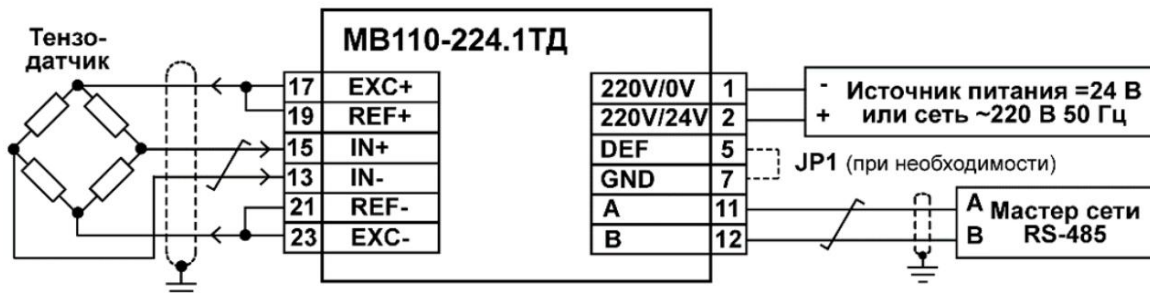 МВ110-224.1ТД
Тензо-
датчик
17 EXC+
19 REF+
15 IN+
13 IN-
21 REF-
23 EXC-
220V/0V 1
220V/24V 2
DEF 5
GND 7
A 11
B 12
- Источник питания =24 В
+ или сеть ~220 В 50 Гц
JP1 (при необходимости)
A Мастер сети
B RS-485